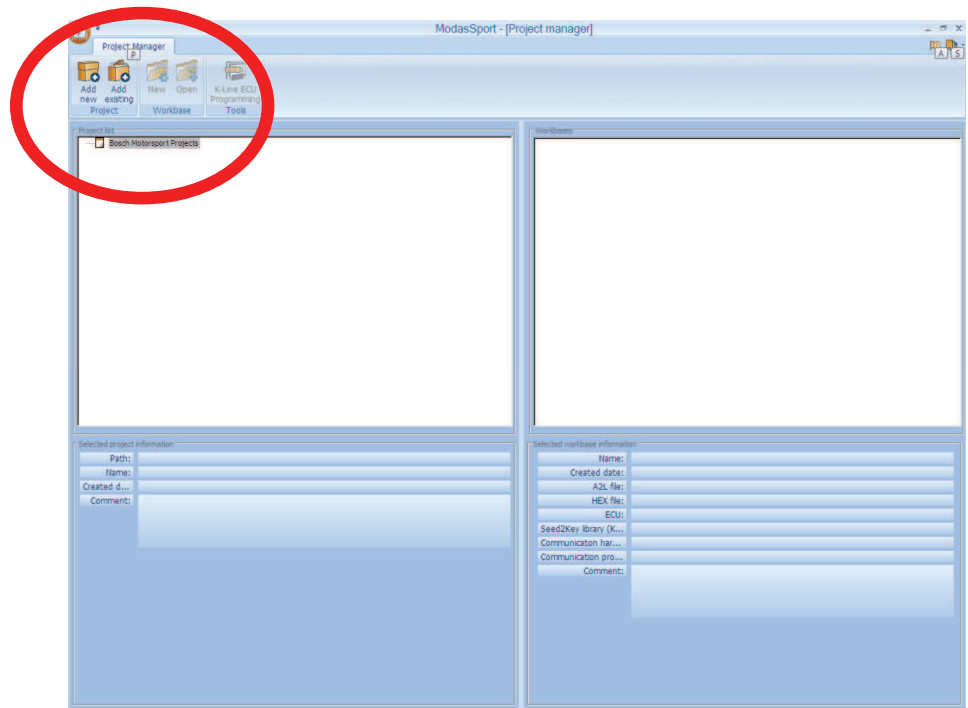 ModasSport - [Project manager]
Project Manager
P
A S
Add new
Add existing
New
Open
K-Line ECU Programming
Project
Workbase
Tools
Project list
Bosch Motorsport Projects
Workbases
Selected project information
Path:
Name:
Created d...
Comment:
Selected workbase information
Name:
Created date:
A2L file:
HEX file:
ECU:
Seed2Key library (K...
Communicaton har...
Communication pro...
Comment: